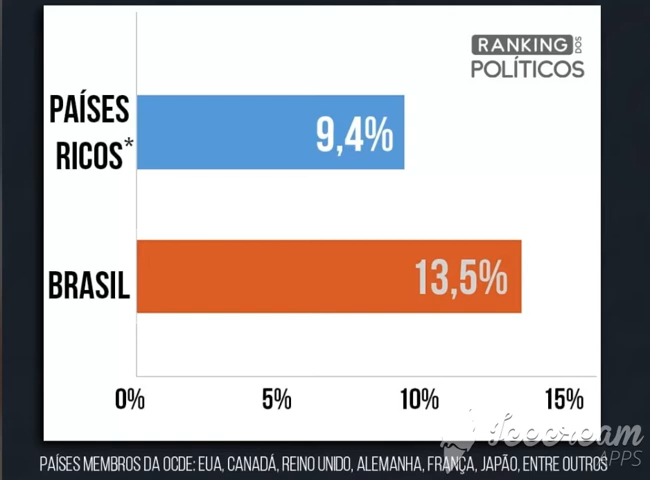 RANKING DOS
POLÍTICOS
PAÍSES
RICOS*
9,4%
BRASIL
13,5%
0% 5% 10% 15%
Icecream
APPS
PAÍSES MEMBROS DA OCDE: EUA, CANADÁ, REINO UNIDO, ALEMANHA, FRANÇA, JAPÃO, ENTRE OUTROS